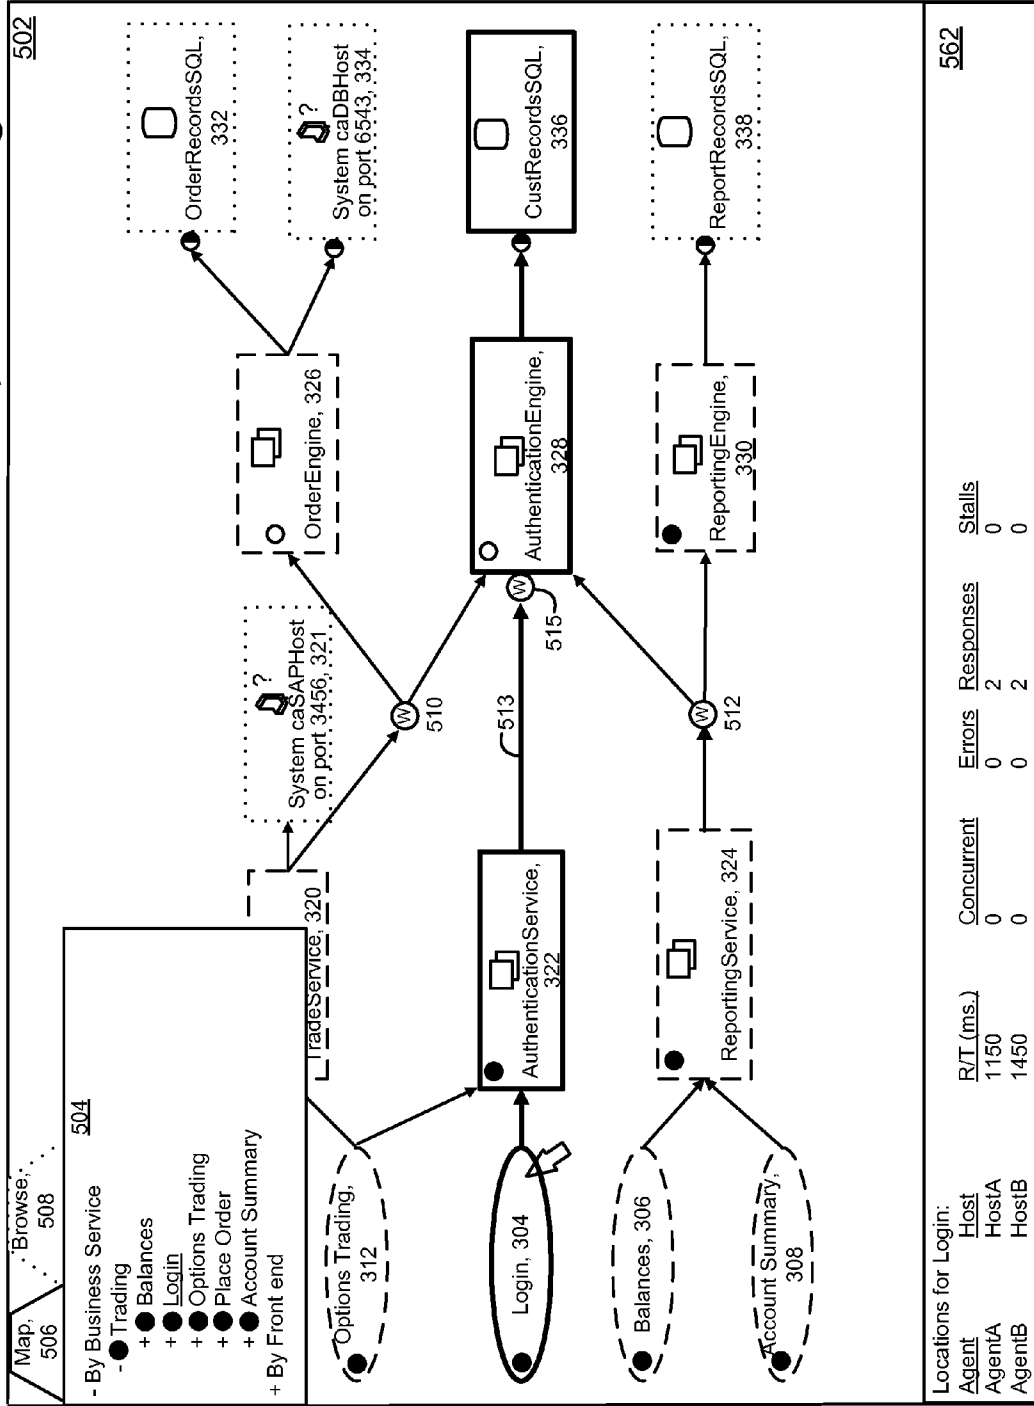 502
Map,
506
Browse,
508
504
- By Business Service
- Trading
+ Balances
+ Login
+ Options Trading
+ Place Order
+ Account Summary
+ By Front end
Options Trading,
312
Login, 304
Balances, 306
Account Summary,
308
TradeService, 320
AuthenticationService,
322
ReportingService, 324
System caSAPHost
on port 3456, 321
?
W
510
513
W
515
W
512
OrderEngine, 326
AuthenticationEngine,
328
ReportingEngine,
330
OrderRecordsSQL,
332
?
System caDBHost
on port 6543, 334
CustRecordsSQL,
336
ReportRecordsSQL,
338
562
Locations for Login:
Agent Host R/T (ms.) Concurrent Errors Responses Stalls
AgentA HostA 1150 0 0 2 0
AgentB HostB 1450 0 0 2 0